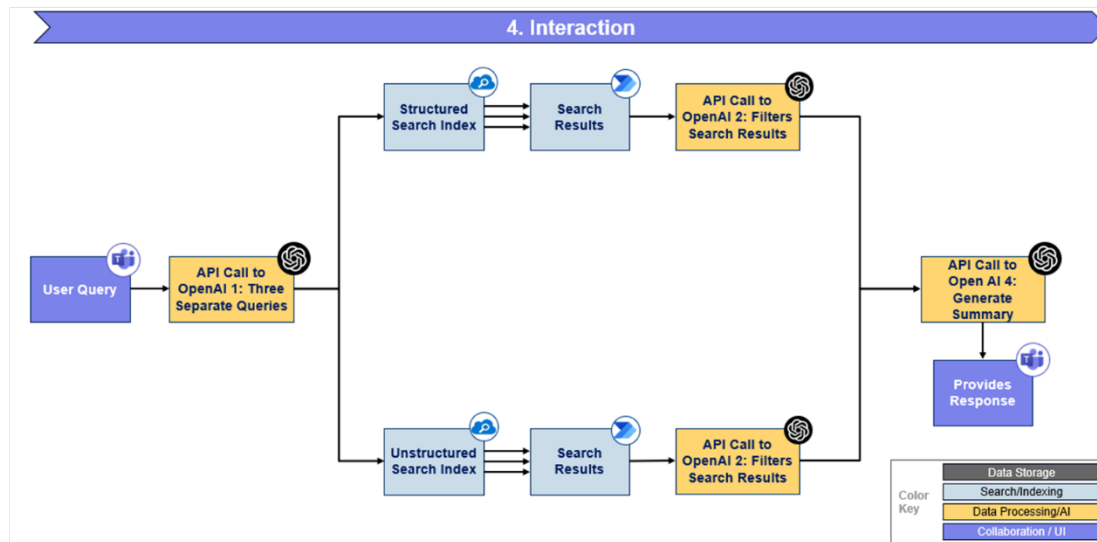 4. Interaction
Structured
Search Index
Search
Results
API Call to
OpenAI 2: Filters
Search Results
User Query
API Call to
OpenAI 1: Three
Separate Queries
API Call to
Open AI 4:
Generate
Summary
Provides
Response
Unstructured
Search Index
Search
Results
API Call to
OpenAI 2: Filters
Search Results
Color
Key
Data Storage
Search/Indexing
Data Processing/AI
Collaboration / UI